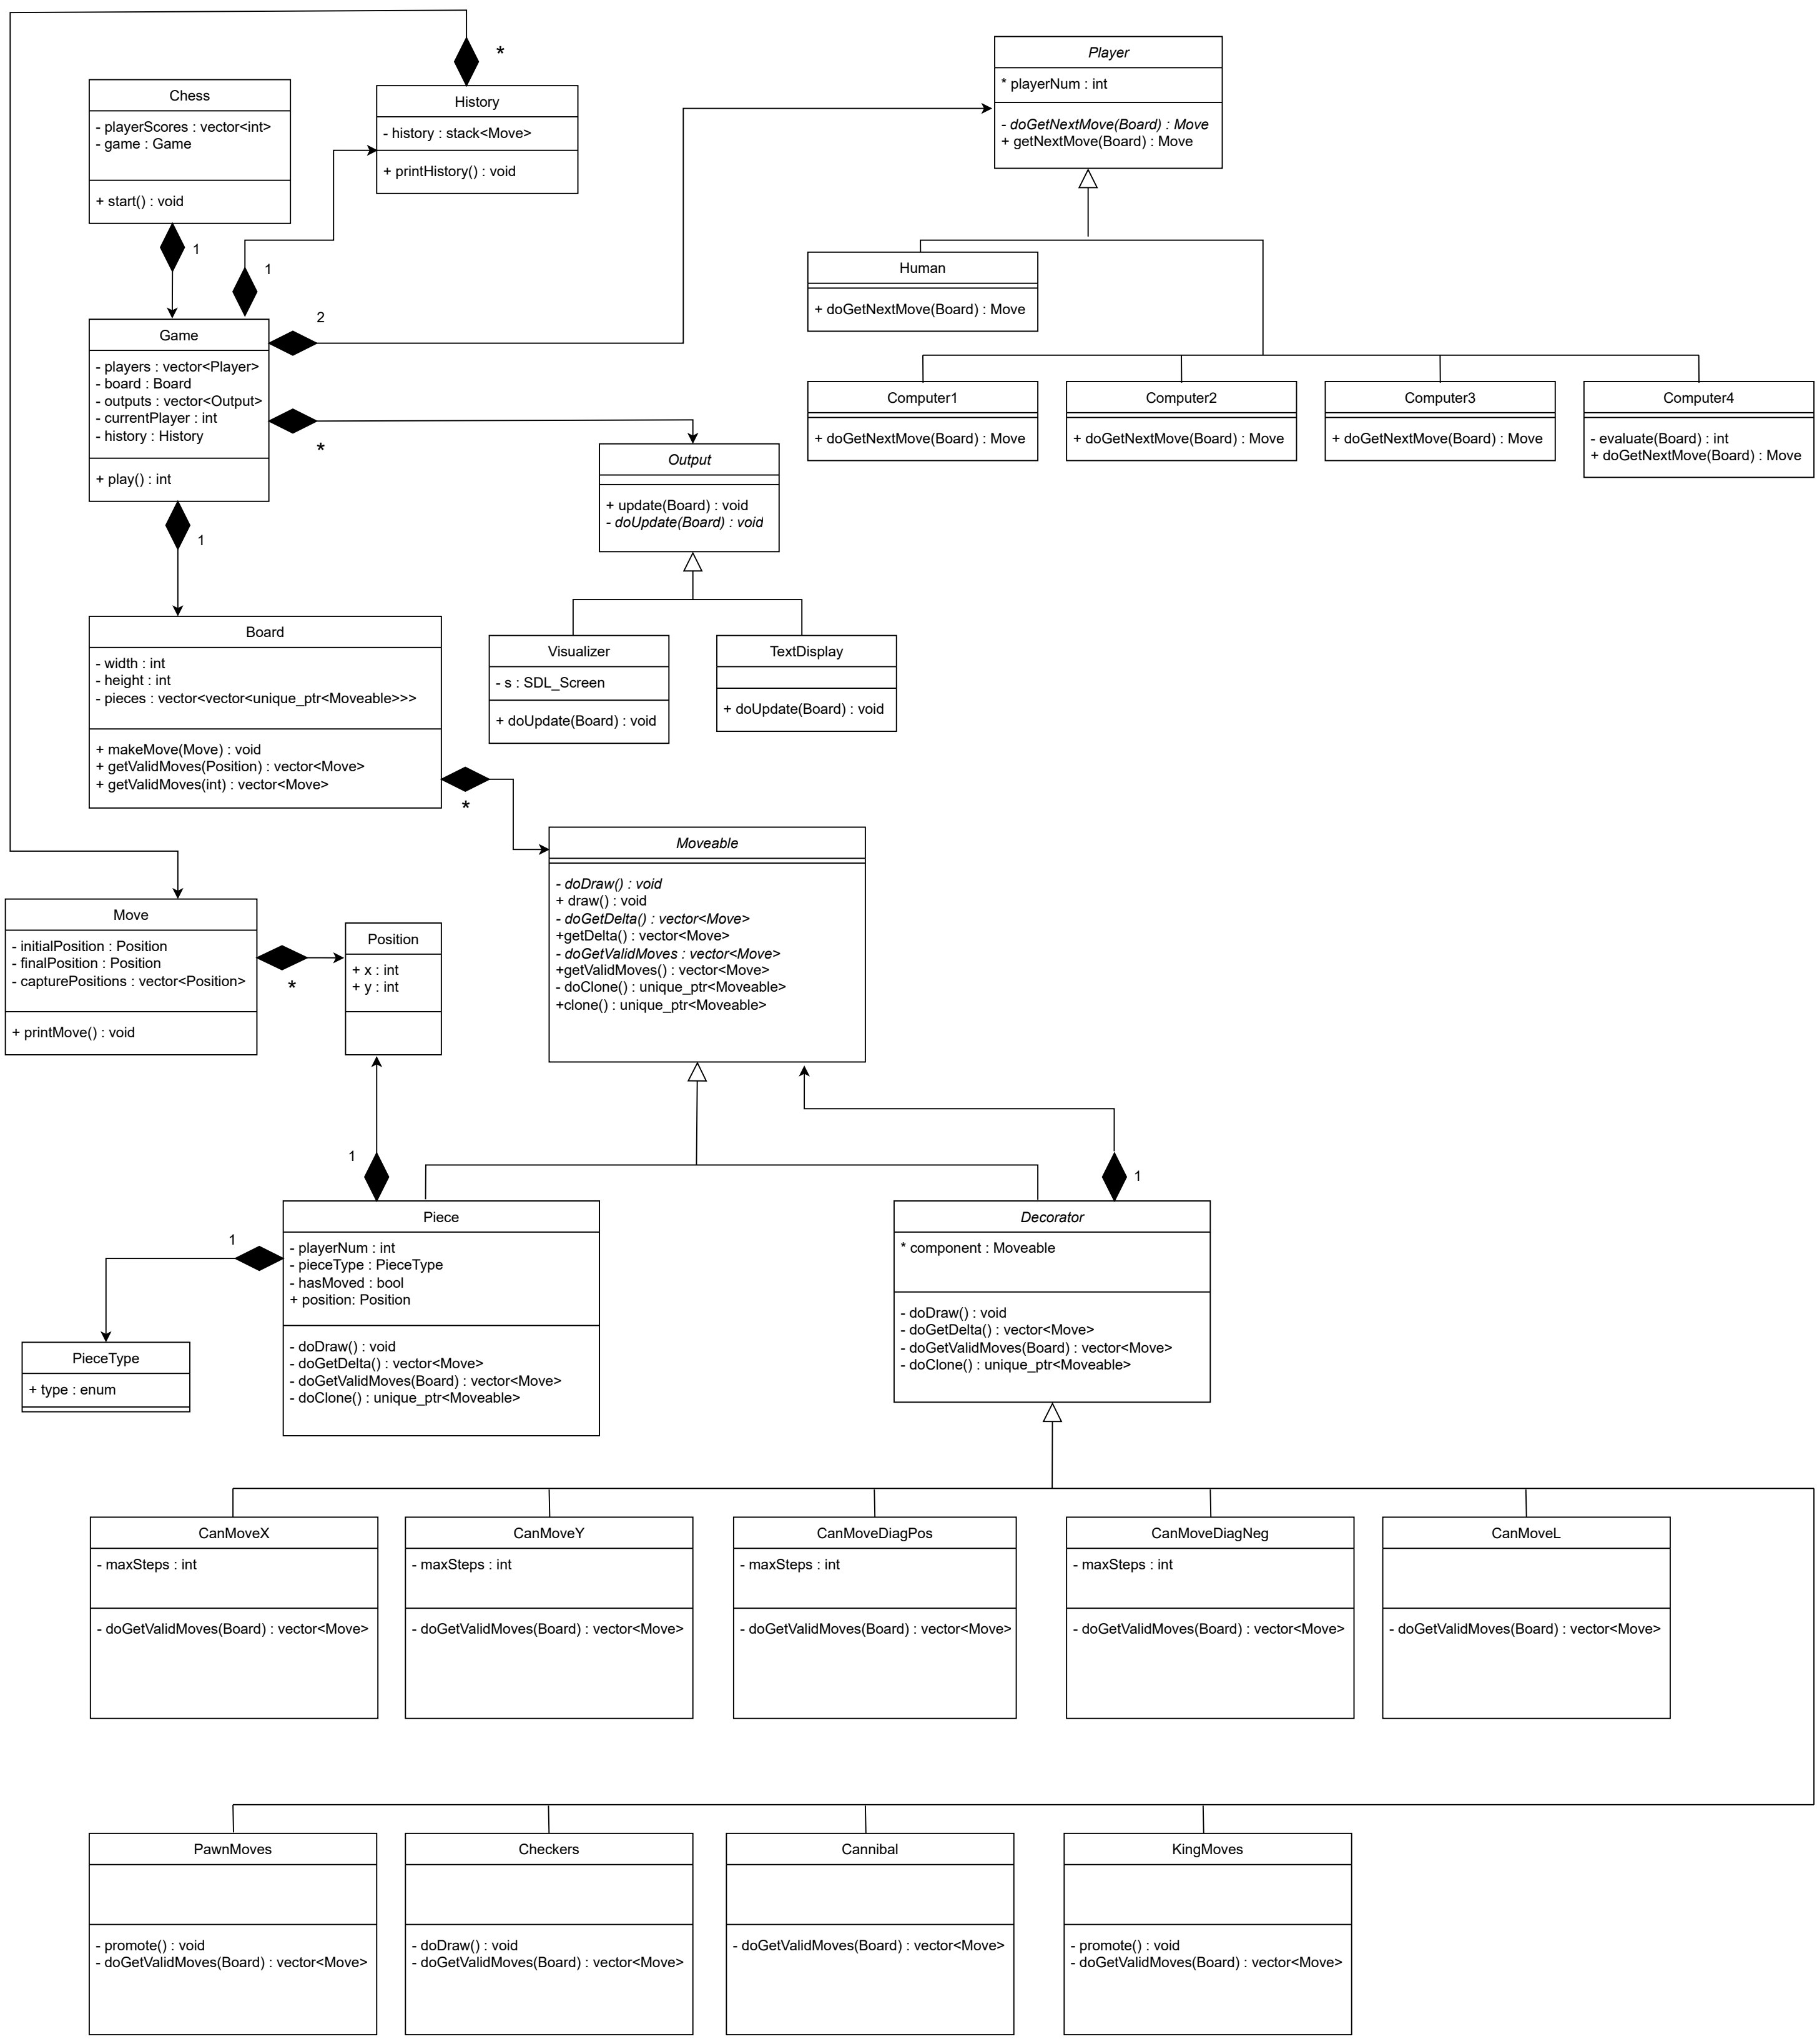 *
Chess
- playerScores : vector<int>
- game : Game
+ start() : void
History
- history : stack<Move>
+ printHistory() : void
Player
* playerNum : int
- doGetNextMove(Board) : Move
+ getNextMove(Board) : Move
1
1
2
Human
+ doGetNextMove(Board) : Move
Game
- players : vector<Player>
- board : Board
- outputs : vector<Output>
- currentPlayer : int
- history : History
+ play() : int
*
1
Computer1
+ doGetNextMove(Board) : Move
Computer2
+ doGetNextMove(Board) : Move
Computer3
+ doGetNextMove(Board) : Move
Computer4
- evaluate(Board) : int
+ doGetNextMove(Board) : Move
Output
+ update(Board) : void
- doUpdate(Board) : void
Board
- width : int
- height : int
- pieces : vector<vector<unique_ptr<Moveable>>>
+ makeMove(Move) : void
+ getValidMoves(Position) : vector<Move>
+ getValidMoves(int) : vector<Move>
*
Visualizer
- s : SDL_Screen
+ doUpdate(Board) : void
TextDisplay
+ doUpdate(Board) : void
Moveable
- doDraw() : void
+ draw() : void
- doGetDelta() : vector<Move>
+getDelta() : vector<Move>
- doGetValidMoves : vector<Move>
+getValidMoves() : vector<Move>
- doClone() : unique_ptr<Moveable>
+clone() : unique_ptr<Moveable>
Move
- initialPosition : Position
- finalPosition : Position
- capturePositions : vector<Position>
+ printMove() : void
*
Position
+ x : int
+ y : int
1
1
1
Piece
- playerNum : int
- pieceType : PieceType
- hasMoved : bool
+ position: Position
- doDraw() : void
- doGetDelta() : vector<Move>
- doGetValidMoves(Board) : vector<Move>
- doClone() : unique_ptr<Moveable>
Decorator
* component : Moveable
- doDraw() : void
- doGetDelta() : vector<Move>
- doGetValidMoves(Board) : vector<Move>
- doClone() : unique_ptr<Moveable>
PieceType
+ type : enum
CanMoveX
- maxSteps : int
- doGetValidMoves(Board) : vector<Move>
CanMoveY
- maxSteps : int
- doGetValidMoves(Board) : vector<Move>
CanMoveDiagPos
- maxSteps : int
- doGetValidMoves(Board) : vector<Move>
CanMoveDiagNeg
- maxSteps : int
- doGetValidMoves(Board) : vector<Move>
CanMoveL
- doGetValidMoves(Board) : vector<Move>
PawnMoves
- promote() : void
- doGetValidMoves(Board) : vector<Move>
Checkers
- doDraw() : void
- doGetValidMoves(Board) : vector<Move>
Cannibal
- doGetValidMoves(Board) : vector<Move>
KingMoves
- promote() : void
- doGetValidMoves(Board) : vector<Move>